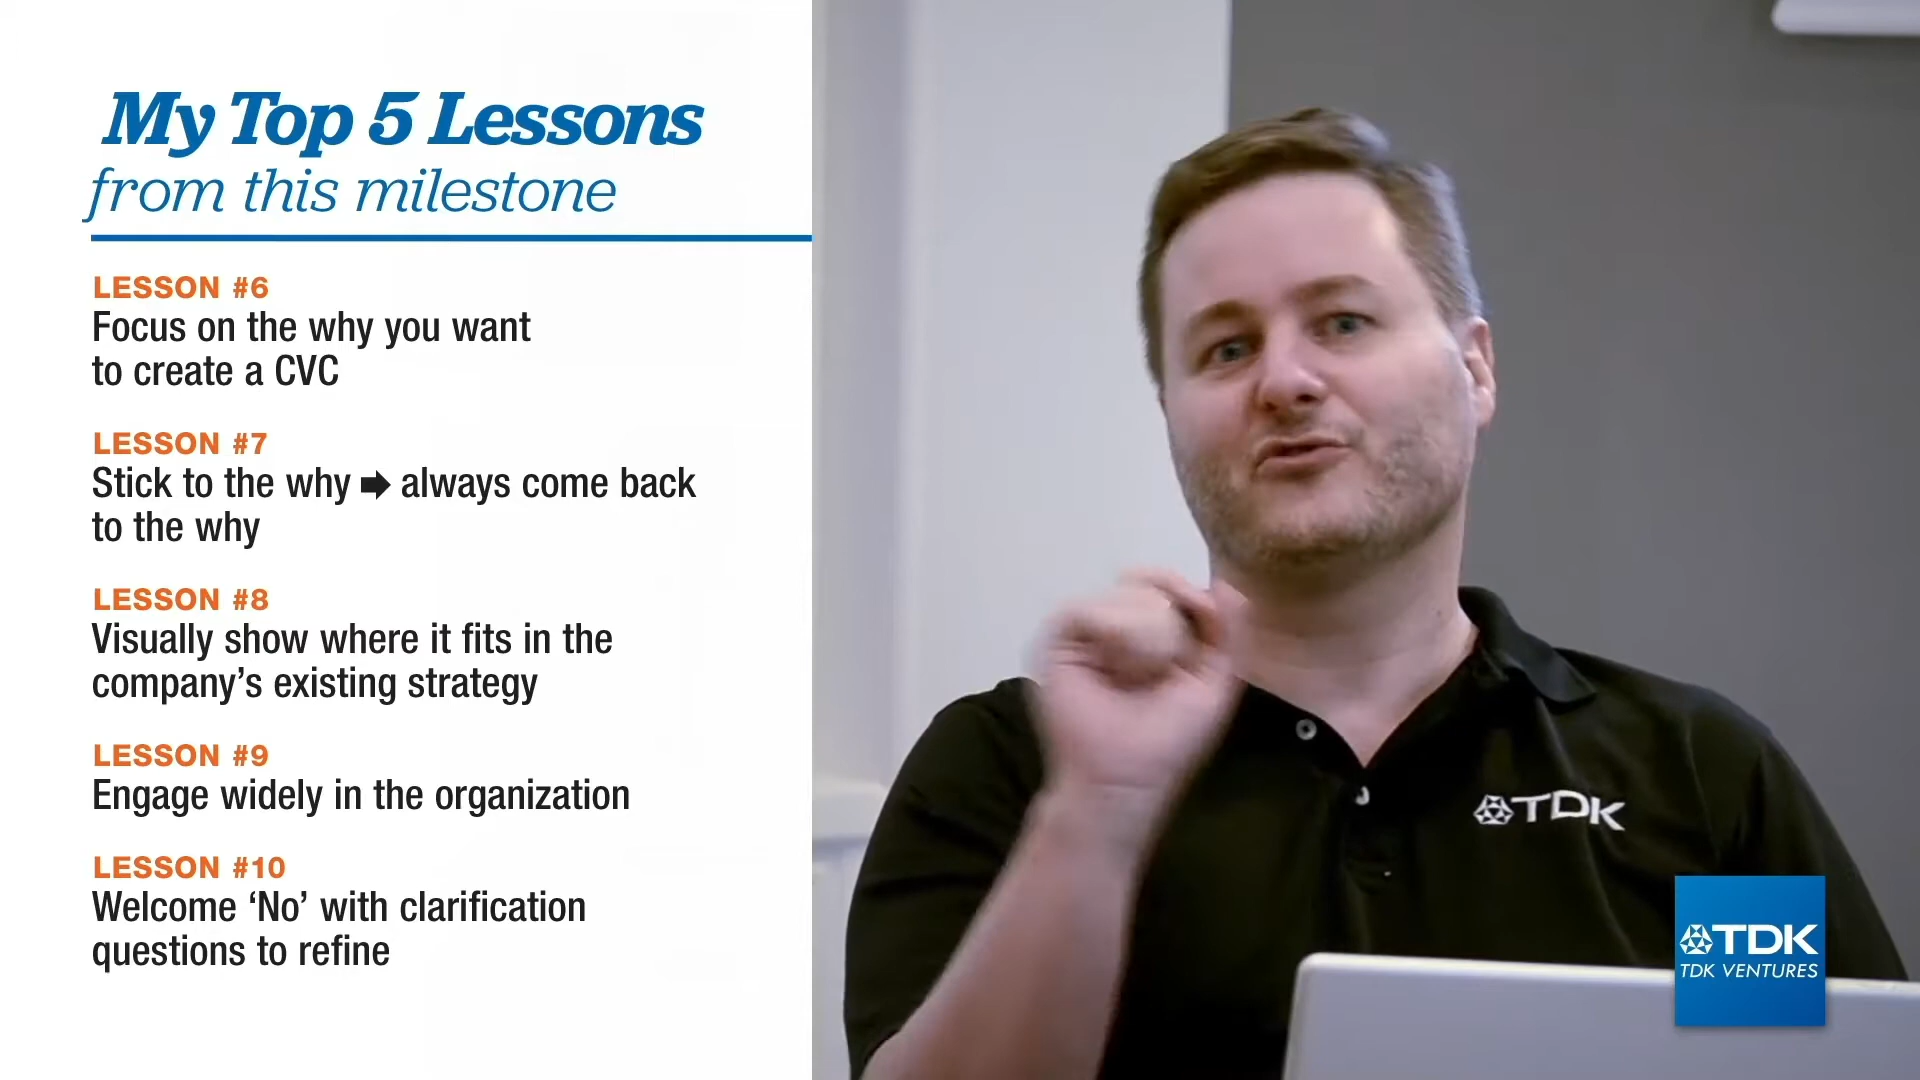 My Top 5 Lessons
from this milestone
LESSON #6
Focus on the why you want
to create a CVC
LESSON #7
Stick to the why ➡ always come back
to the why
LESSON #8
Visually show where it fits in the
company’s existing strategy
LESSON #9
Engage widely in the organization
LESSON #10
Welcome ‘No’ with clarification
questions to refine
TDK
TDK
TDK VENTURES